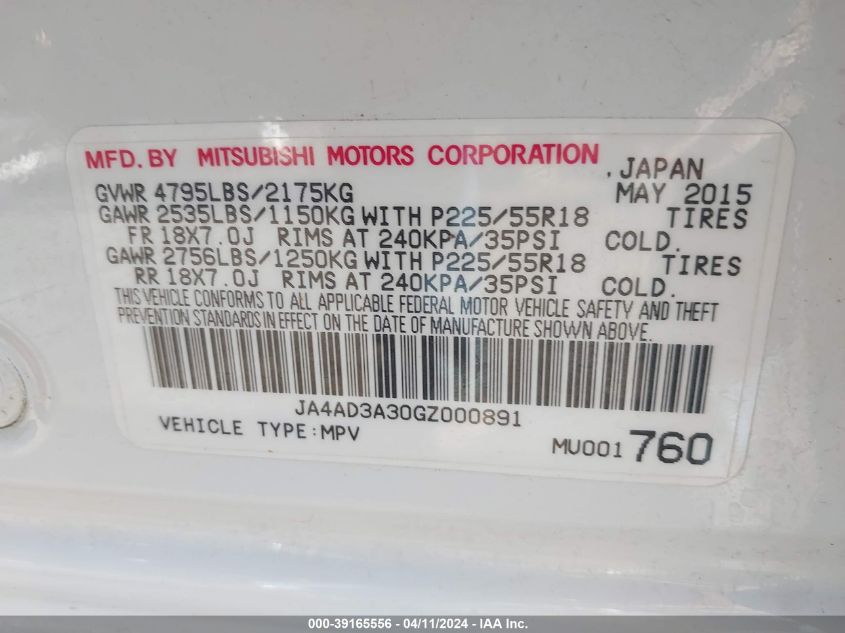 MFD. BY MITSUBISHI MOTORS CORPORATION , JAPAN
GVWR 4795LBS/2175KG MAY 2015
GAWR 2535LBS/1150KG WITH P225/55R18 TIRES
FR 18X7.0J RIMS AT 240KPA/35PSI COLD.
GAWR 2756LBS/1250KG WITH P225/55R18 TIRES
RR 18X7.0J RIMS AT 240KPA/35PSI COLD.
THIS VEHICLE CONFORMS TO ALL APPLICABLE FEDERAL MOTOR VEHICLE SAFETY AND THEFT
PREVENTION STANDARDS IN EFFECT ON THE DATE OF MANUFACTURE SHOWN ABOVE.
JA4AD3A30GZ000891
VEHICLE TYPE:MPV MU001 760
000-39165556 - 04/11/2024 - IAA Inc.